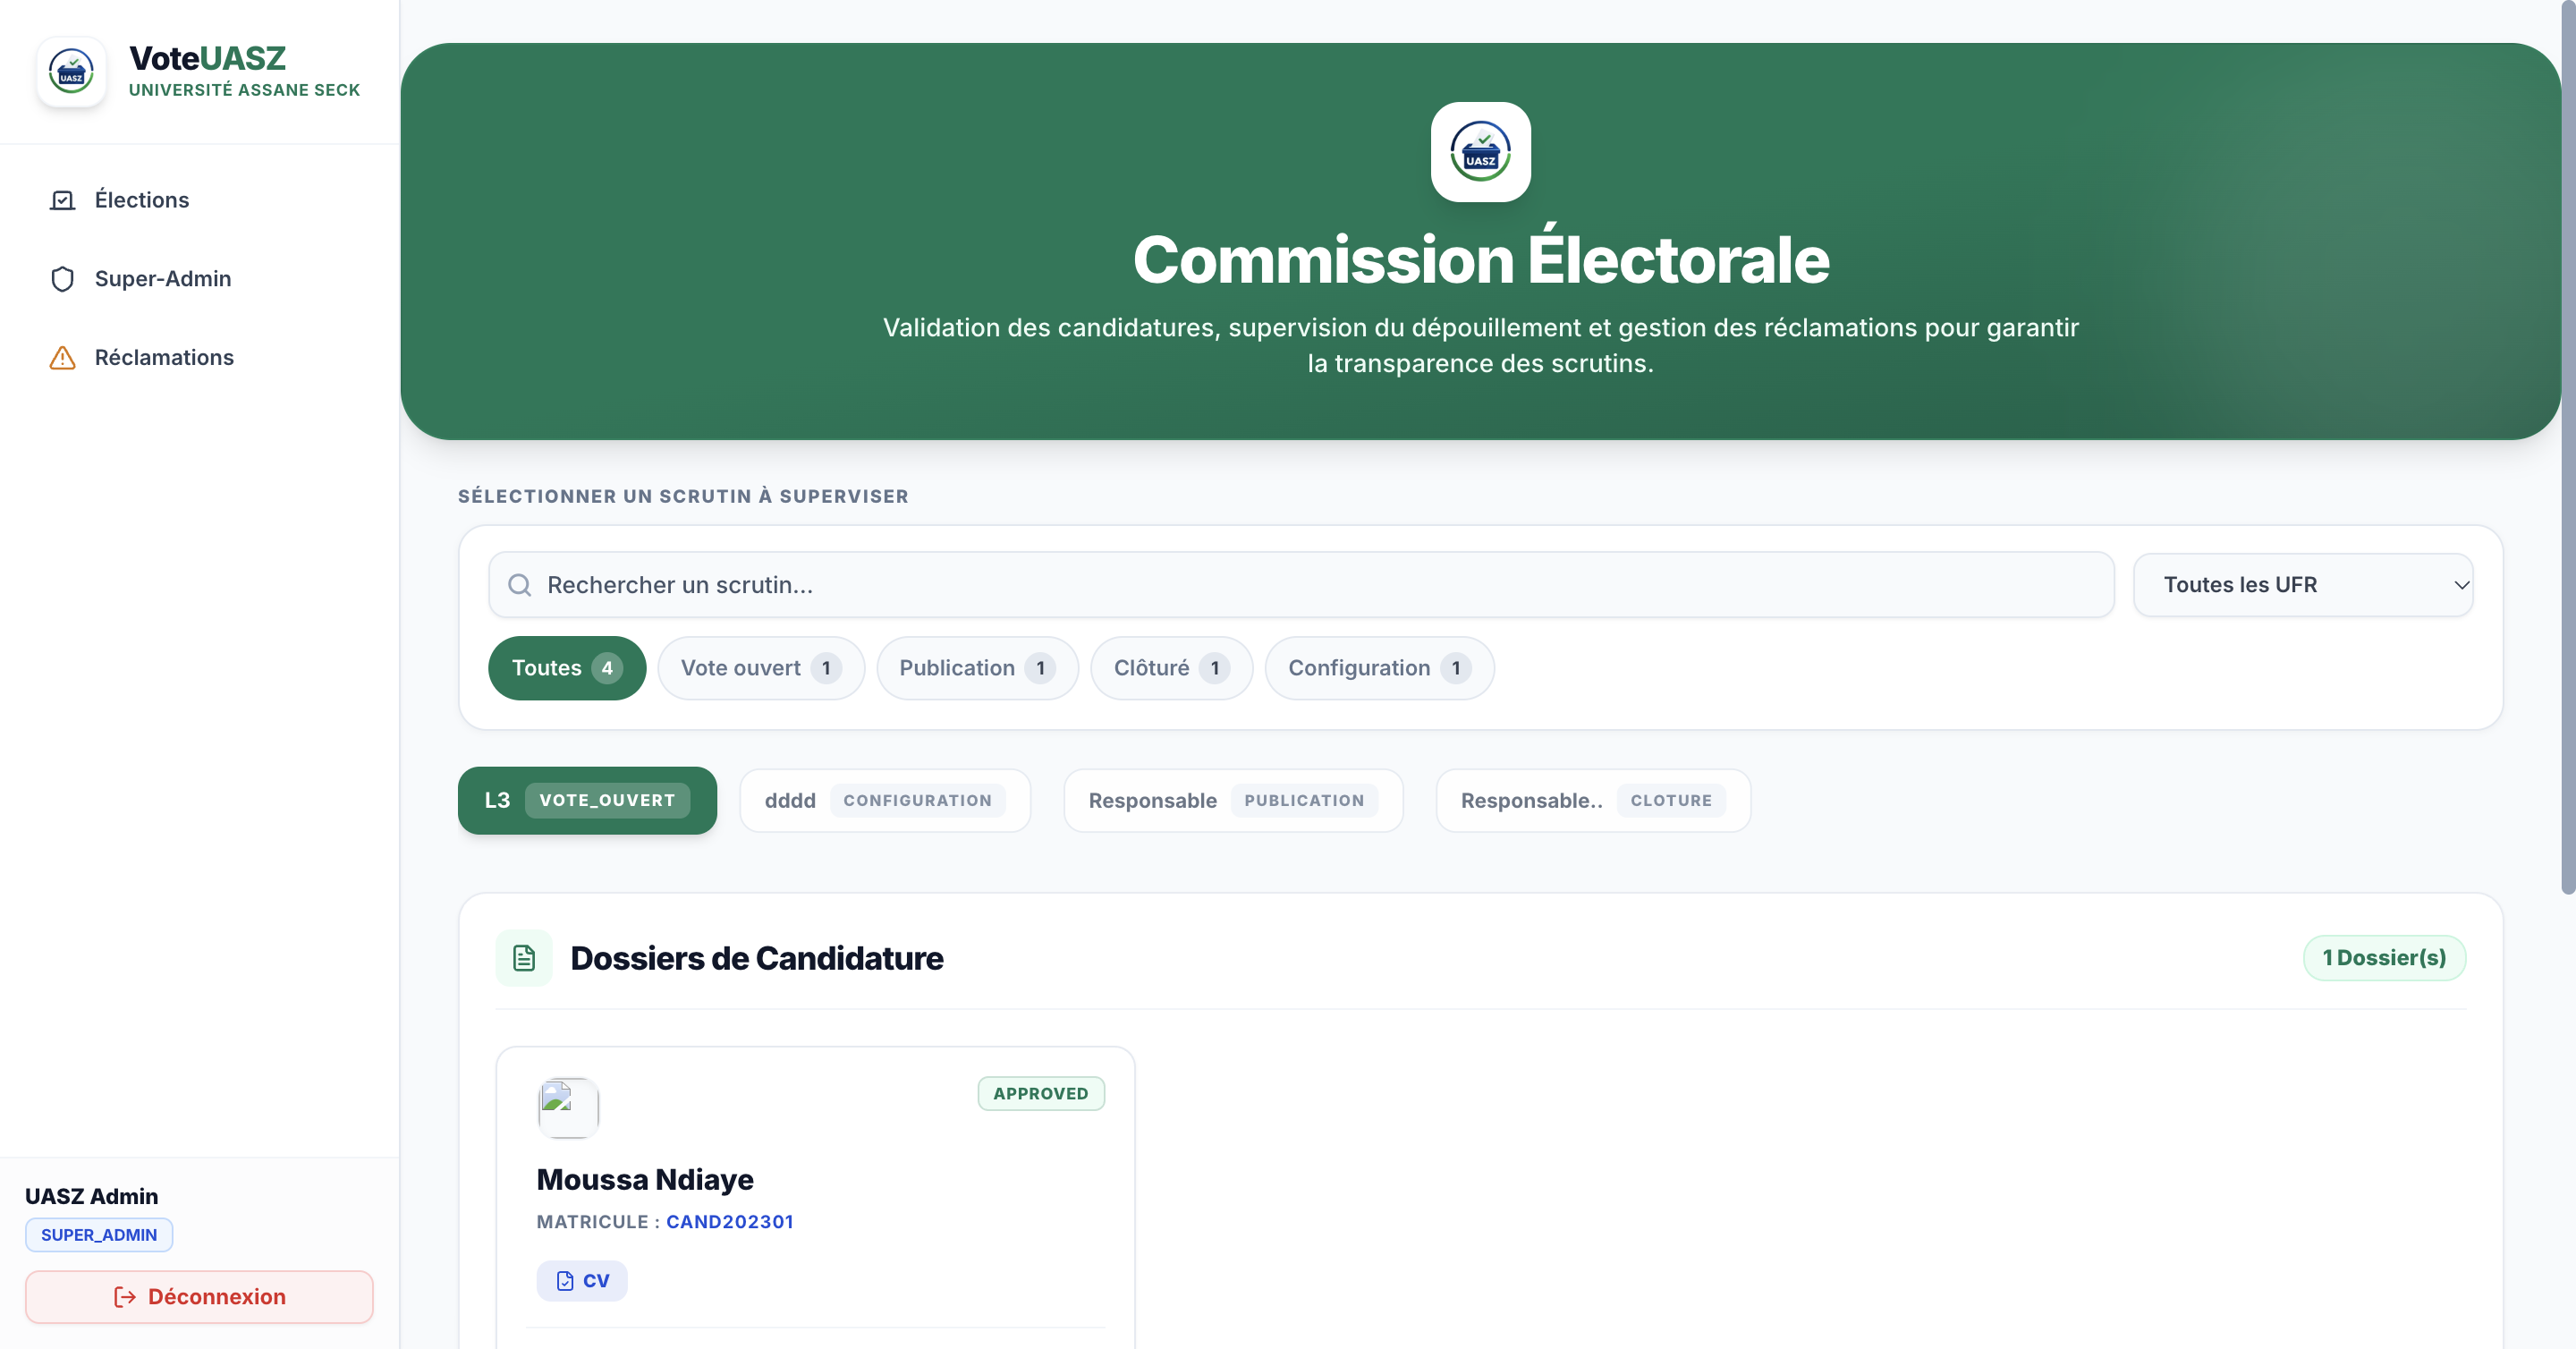 UASZ
VoteUASZ
UNIVERSITÉ ASSANE SECK
Élections
Super-Admin
Réclamations
UASZ Admin
SUPER_ADMIN
Déconnexion
UASZ
Commission Électorale
Validation des candidatures, supervision du dépouillement et gestion des réclamations pour garantir
la transparence des scrutins.
SÉLECTIONNER UN SCRUTIN À SUPERVISER
Rechercher un scrutin...
Toutes les UFR
Toutes 4
Vote ouvert 1
Publication 1
Clôturé 1
Configuration 1
L3 VOTE_OUVERT
dddd CONFIGURATION
Responsable PUBLICATION
Responsable.. CLOTURE
Dossiers de Candidature
1 Dossier(s)
APPROVED
Moussa Ndiaye
MATRICULE : CAND202301
CV